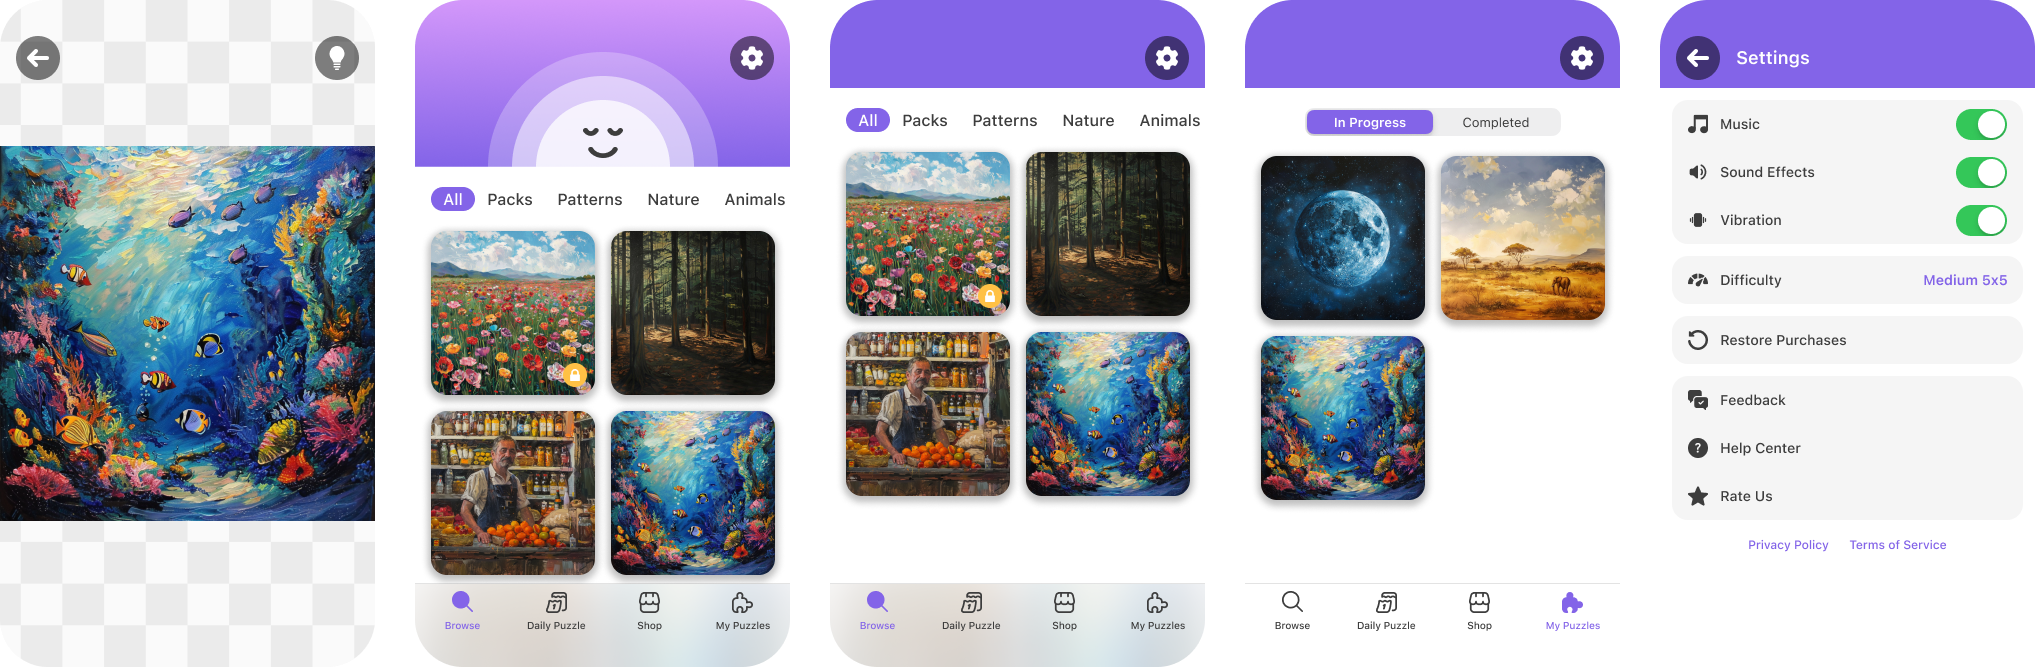 All Packs Patterns Nature Animals
Browse Daily Puzzle Shop My Puzzles
All Packs Patterns Nature Animals
Browse Daily Puzzle Shop My Puzzles
In Progress Completed
Browse Daily Puzzle Shop My Puzzles
Settings
Music
Sound Effects
Vibration
Difficulty Medium 5x5
Restore Purchases
Feedback
Help Center
Rate Us
Privacy Policy Terms of Service